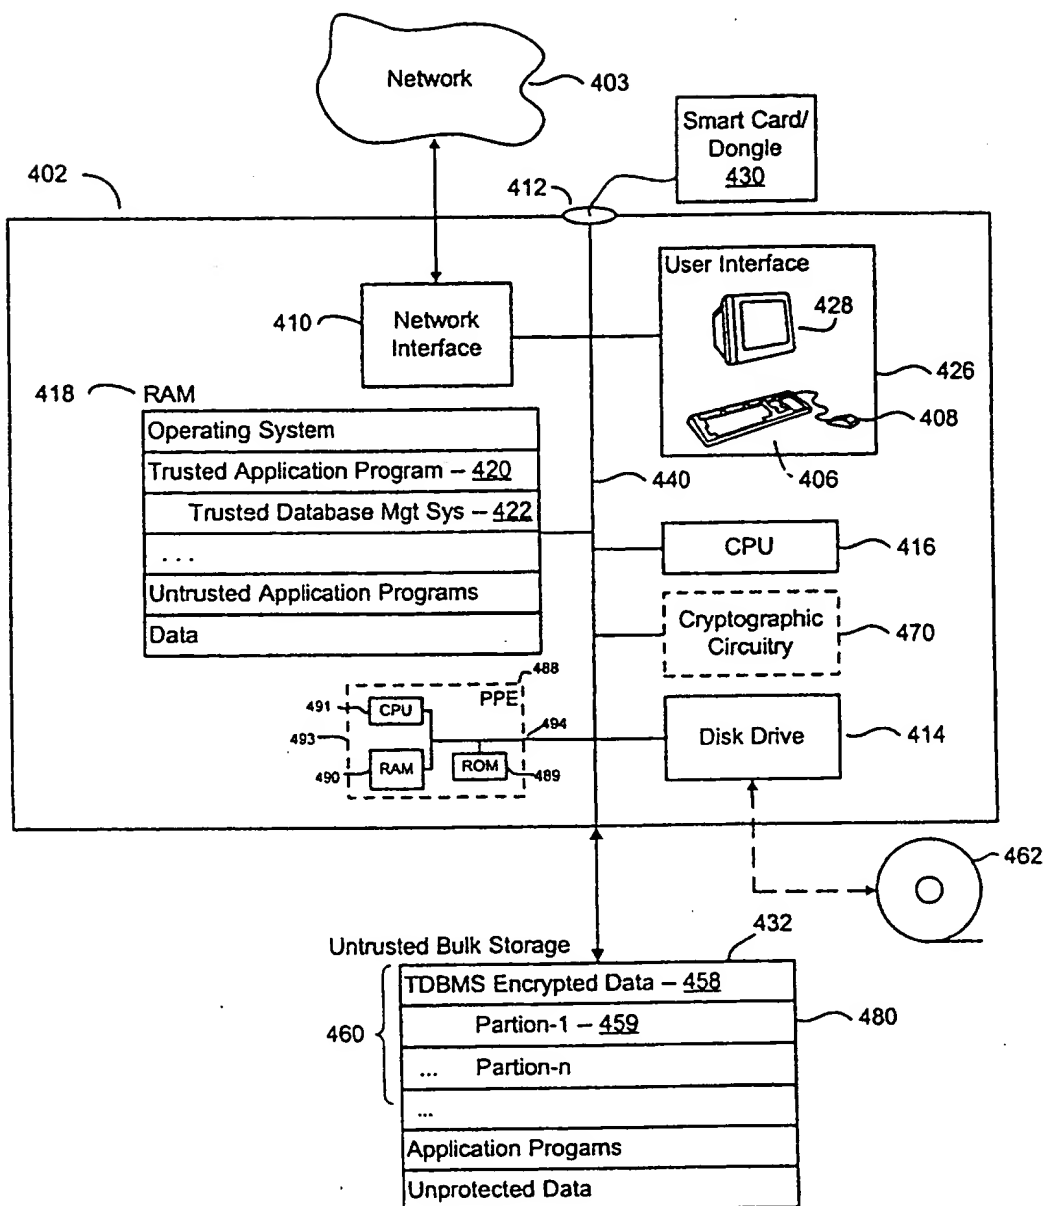 Network
403
Smart Card/
Dongle
430
402
412
User Interface
428
410
Network
Interface
426
418
RAM
408
Operating System
Trusted Application Program – 420
440
406
Trusted Database Mgt Sys – 422
. . .
CPU
416
Untrusted Application Programs
Cryptographic
Circuitry
470
Data
488
PPE
491
CPU
494
493
Disk Drive
414
490
RAM
ROM
489
462
Untrusted Bulk Storage
432
TDBMS Encrypted Data – 458
460
Partion-1 – 459
480
... Partion-n
...
Application Progams
Unprotected Data